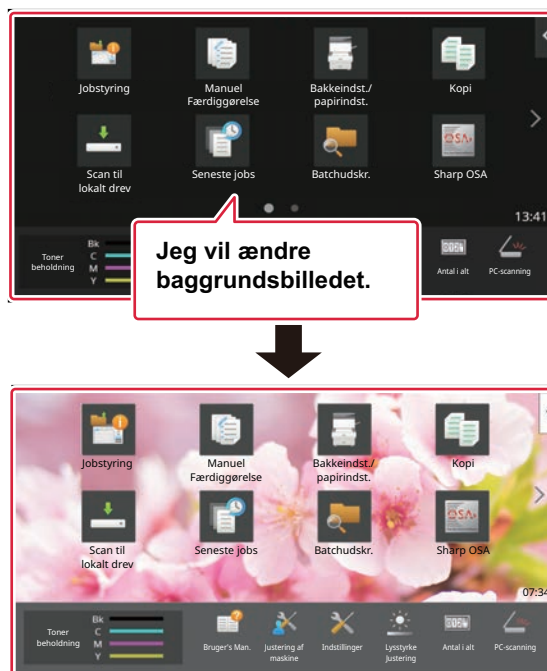 Jobstyring
Manuel
Færdiggørelse
Bakkeindst./
papirindst.
Kopi
Scan til
lokalt drev
Seneste jobs
Batchudskr.
Sharp OSA
13:41
Toner
beholdning
Bk
C
M
Y
Antal i alt
PC-scanning
Jeg vil ændre
baggrundsbilledet.
Jobstyring
Manuel
Færdiggørelse
Bakkeindst./
papirindst.
Kopi
Scan til
lokalt drev
Seneste jobs
Batchudskr.
Sharp OSA
07:34
Toner
beholdning
Bk
C
M
Y
Bruger's Man.
Justering af
maskine
Indstillinger
Lysstyrke
Justering
Antal i alt
PC-scanning